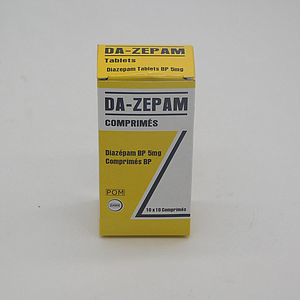 DA-ZEPAM
Tablets
Diazepam Tablets BP 5mg
DA-ZEPAM
COMPRIMÉS
Diazépam BP 5mg
Comprimés BP
POM
10 x 10 Comprimés